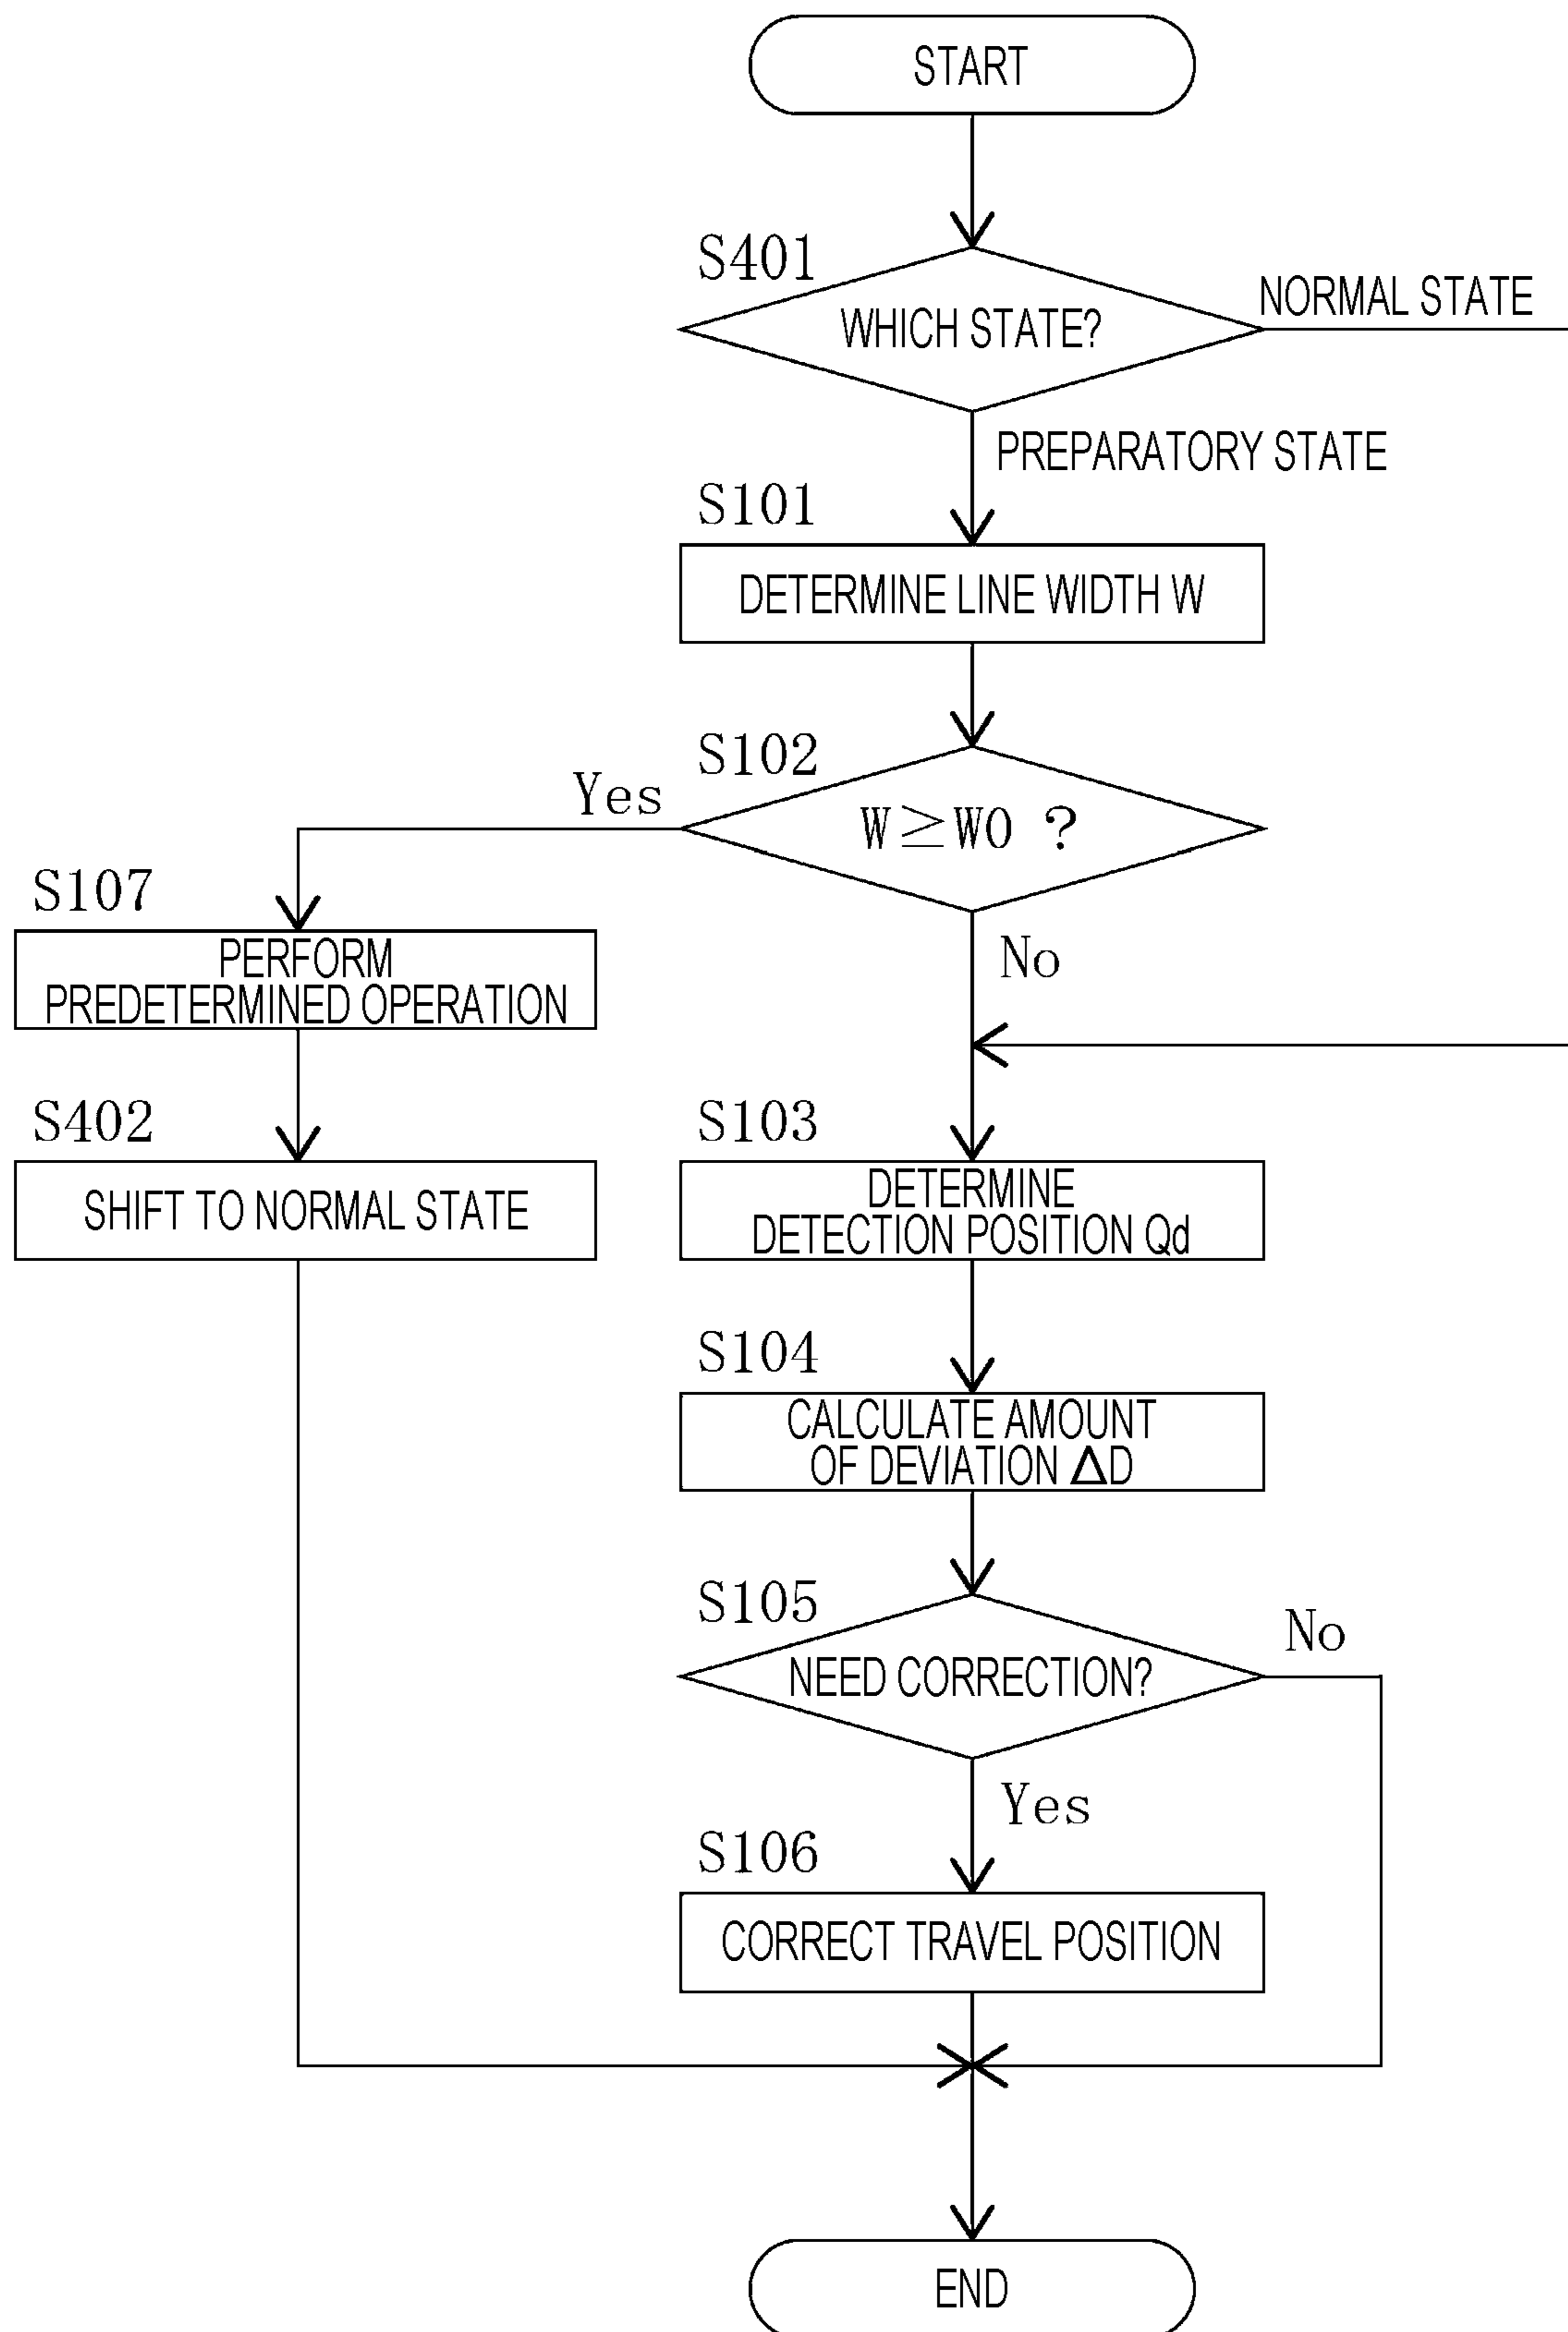 START
S401
WHICH STATE?
NORMAL STATE
PREPARATORY STATE
S101
DETERMINE LINE WIDTH W
S102
W≧W0 ?
Yes
No
S107
PERFORM
PREDETERMINED OPERATION
S402
SHIFT TO NORMAL STATE
S103
DETERMINE
DETECTION POSITION Qd
S104
CALCULATE AMOUNT
OF DEVIATION ΔD
S105
NEED CORRECTION?
No
Yes
S106
CORRECT TRAVEL POSITION
END